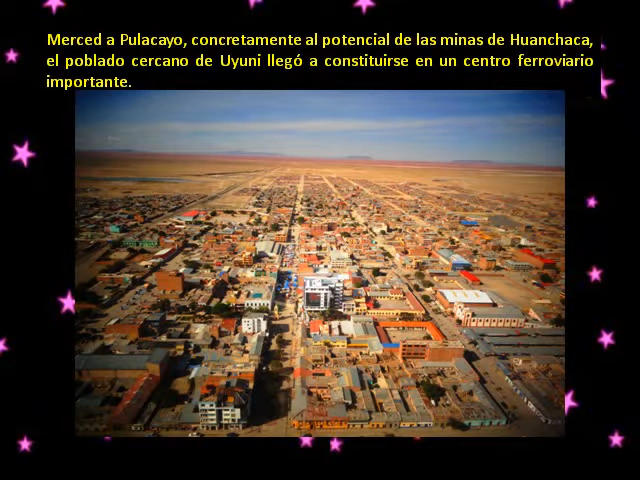 Merced a Pulacayo, concretamente al potencial de las minas de Huanchaca,
el poblado cercano de Uyuni llegó a constituirse en un centro ferroviario
importante.